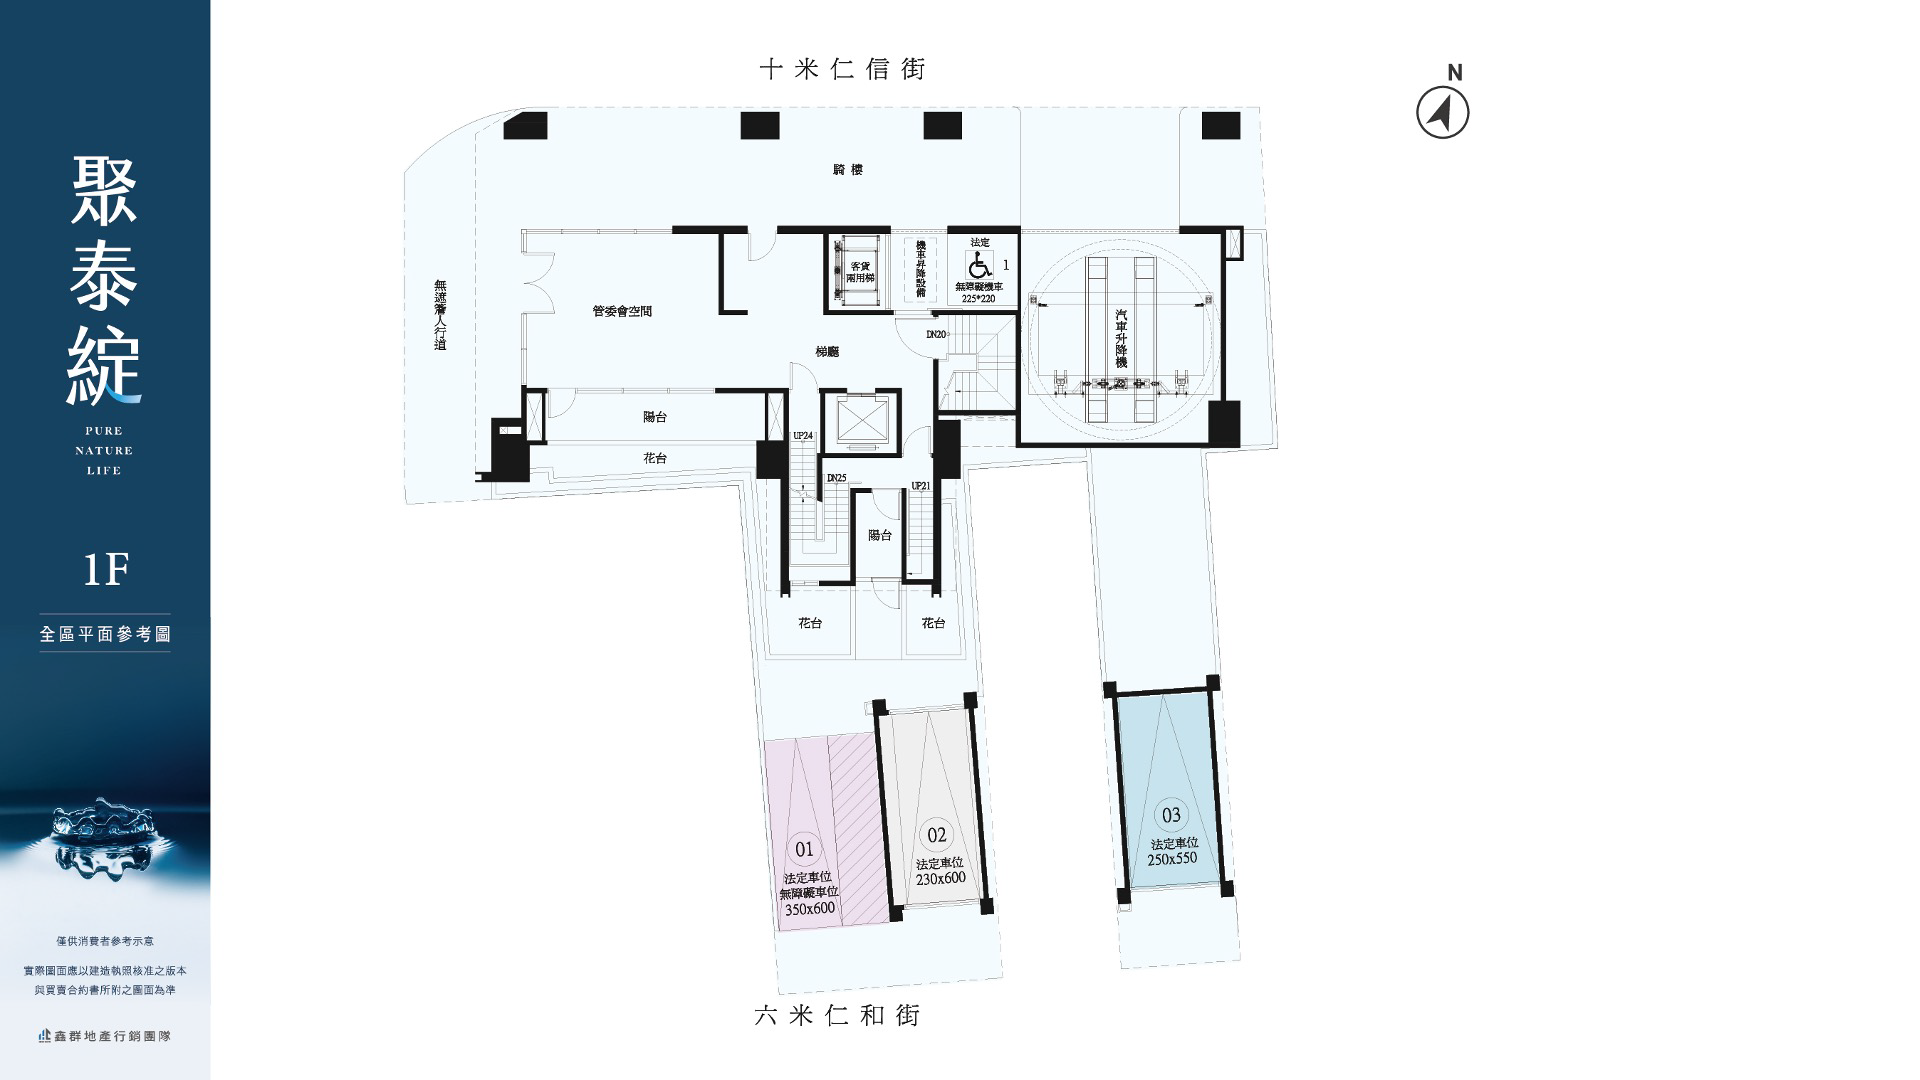 聚泰綻
PURE
NATURE
LIFE
1F
全區平面參考圖
僅供消費者參考示意
實際圖面應以建造執照核准之版本
與買賣合約書所附之圖面為準
鑫群地產行銷團隊
十米仁信街
N
騎樓
無遮簷人行道
管委會空間
客貨
兩用梯
機車昇降設備
法定
1
無障礙機車
225*220
汽車升降機
DN20
梯廳
陽台
花台
UP24
DN25
UP21
陽台
花台
花台
01
法定車位
無障礙車位
350x600
02
法定車位
230x600
03
法定車位
250x550
六米仁和街